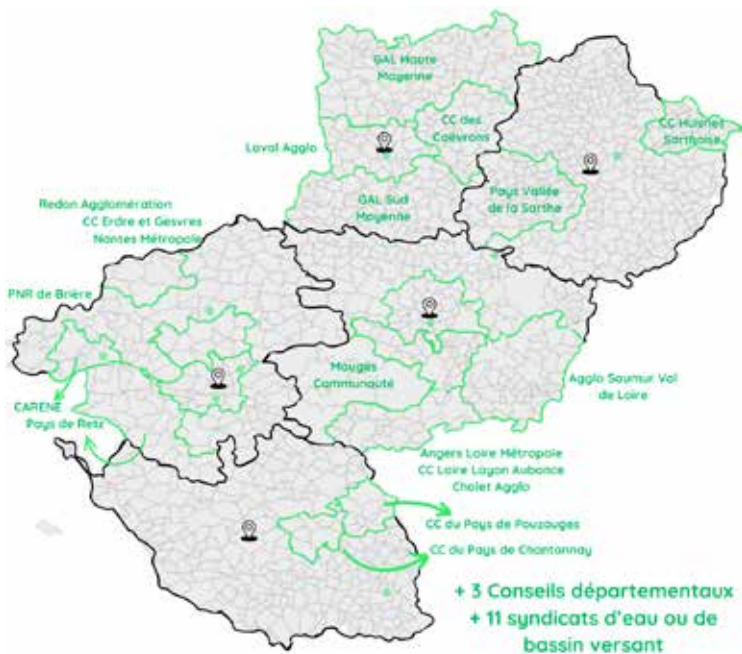 GAL Haute
Mayenne
CC des
Coëvrons
CC Huisne
Sarthoise
Laval Agglo
GAL Sud
Mayenne
Pays Vallée
de la Sarthe
Redon Agglomération
CC Erdre et Gesvres
Nantes Métropole
PNR de Brière
Mauges
Communauté
Agglo Saumur Val
de Loire
CARENE
Pays de Retz
Angers Loire Métropole
CC Loire Layon Aubance
Cholet Agglo
CC du Pays de Pouzauges
CC du Pays de Chantonnay
+ 3 Conseils départementaux
+ 11 syndicats d'eau ou de
bassin versant